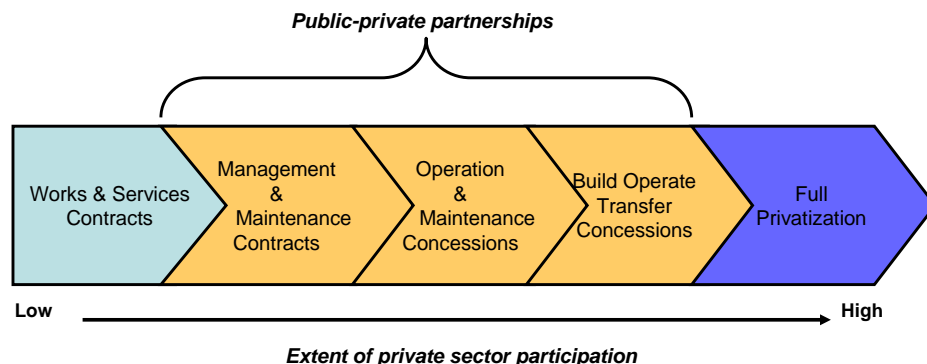 Public-private partnerships
Works & Services
Contracts
Management
&
Maintenance
Contracts
Operation
&
Maintenance
Concessions
Build Operate
Transfer
Concessions
Full
Privatization
Low
High
Extent of private sector participation